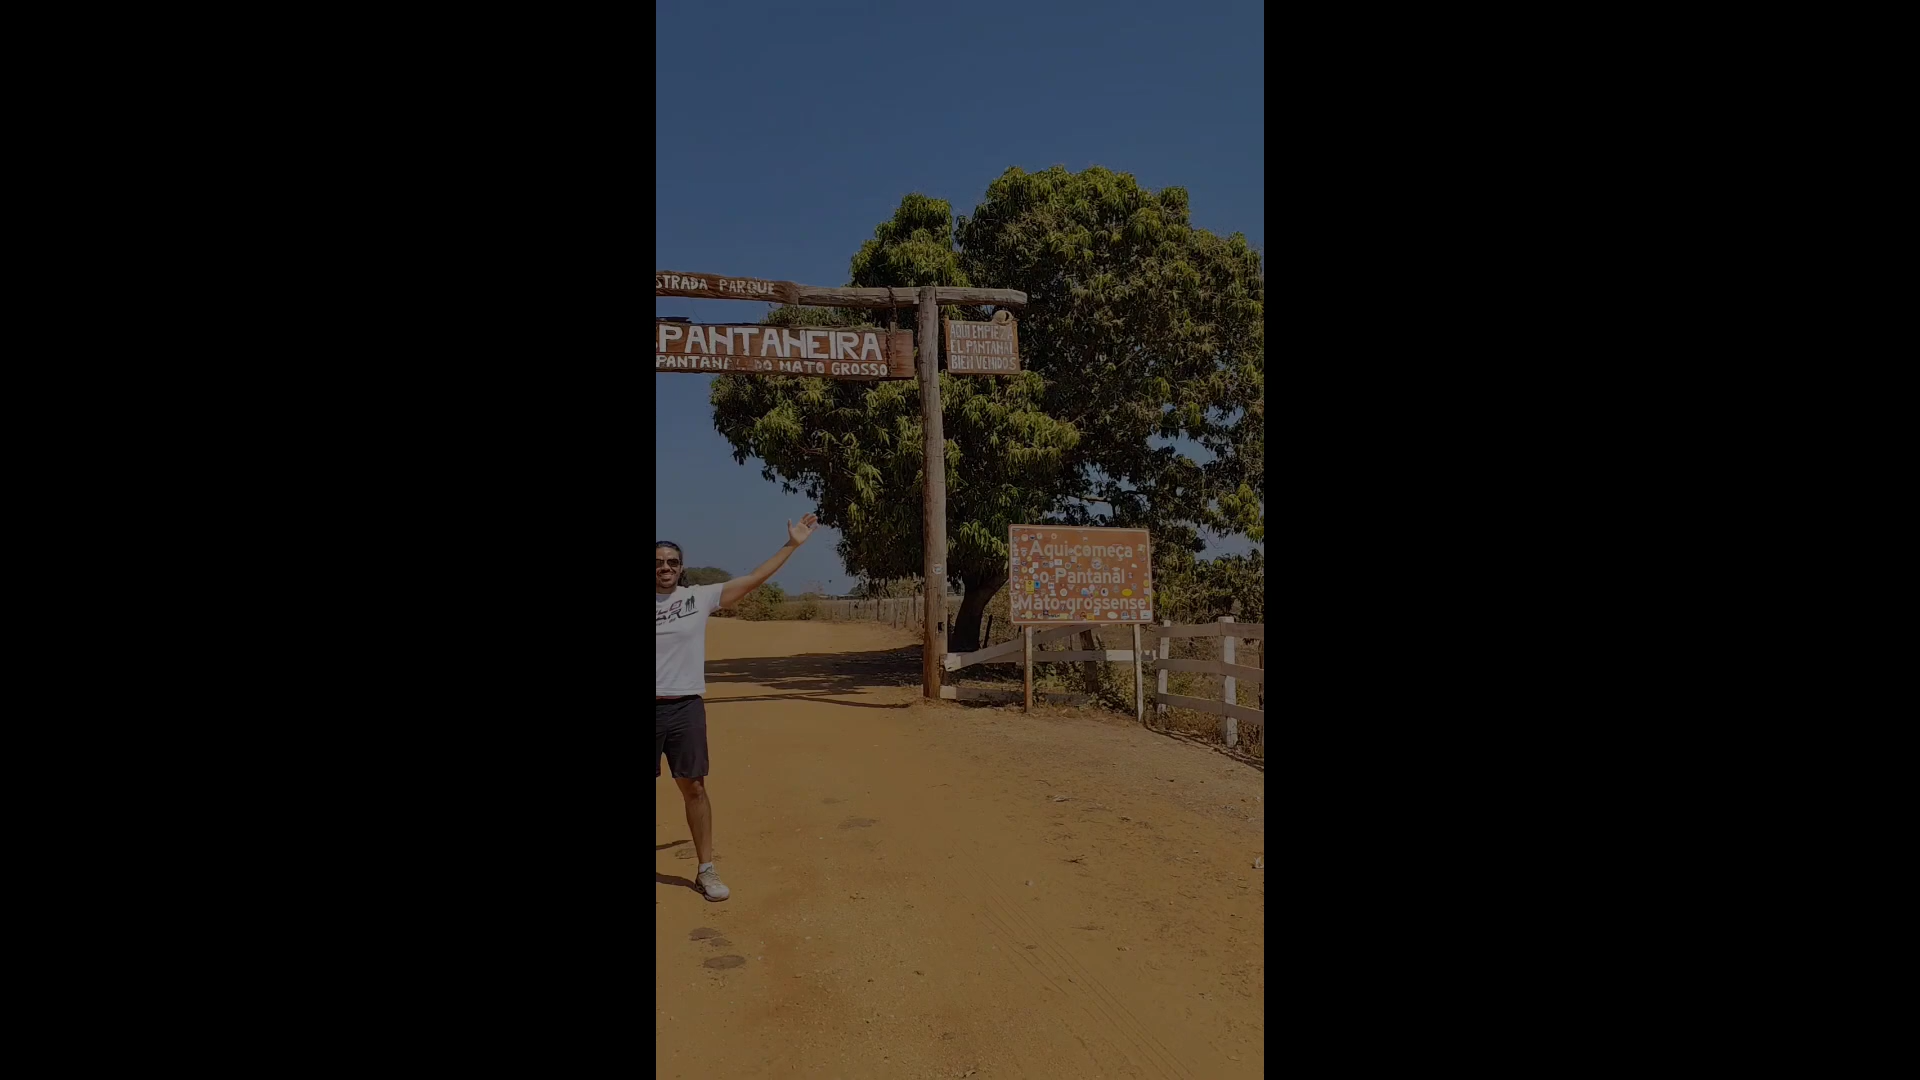 STRADA PARQUE
PANTANEIRA
PANTANAL DO MATO GROSSO
AQUI EMPIEZA
EL PANTANAL
BIEN VENIDOS
Aqui começa
o Pantanal
Mato-grossense